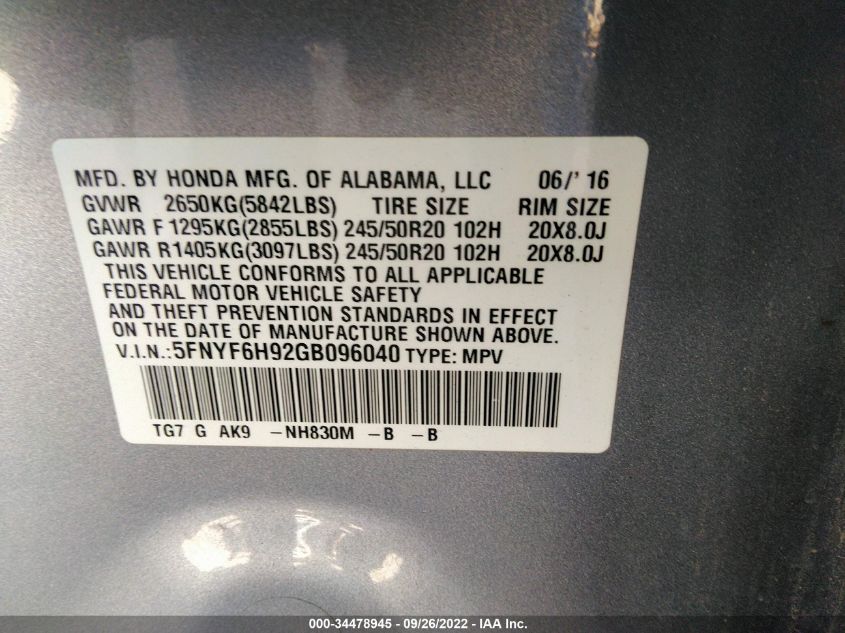 MFD. BY HONDA MFG. OF ALABAMA, LLC 06/' 16
GVWR 2650KG(5842LBS) TIRE SIZE RIM SIZE
GAWR F 1295KG(2855LBS) 245/50R20 102H 20X8.0J
GAWR R1405KG(3097LBS) 245/50R20 102H 20X8.0J
THIS VEHICLE CONFORMS TO ALL APPLICABLE
FEDERAL MOTOR VEHICLE SAFETY
AND THEFT PREVENTION STANDARDS IN EFFECT
ON THE DATE OF MANUFACTURE SHOWN ABOVE.
V.I.N.:5FNYF6H92GB096040 TYPE: MPV
TG7 G AK9 -NH830M -B -B
000-34478945 - 09/26/2022 - IAA Inc.